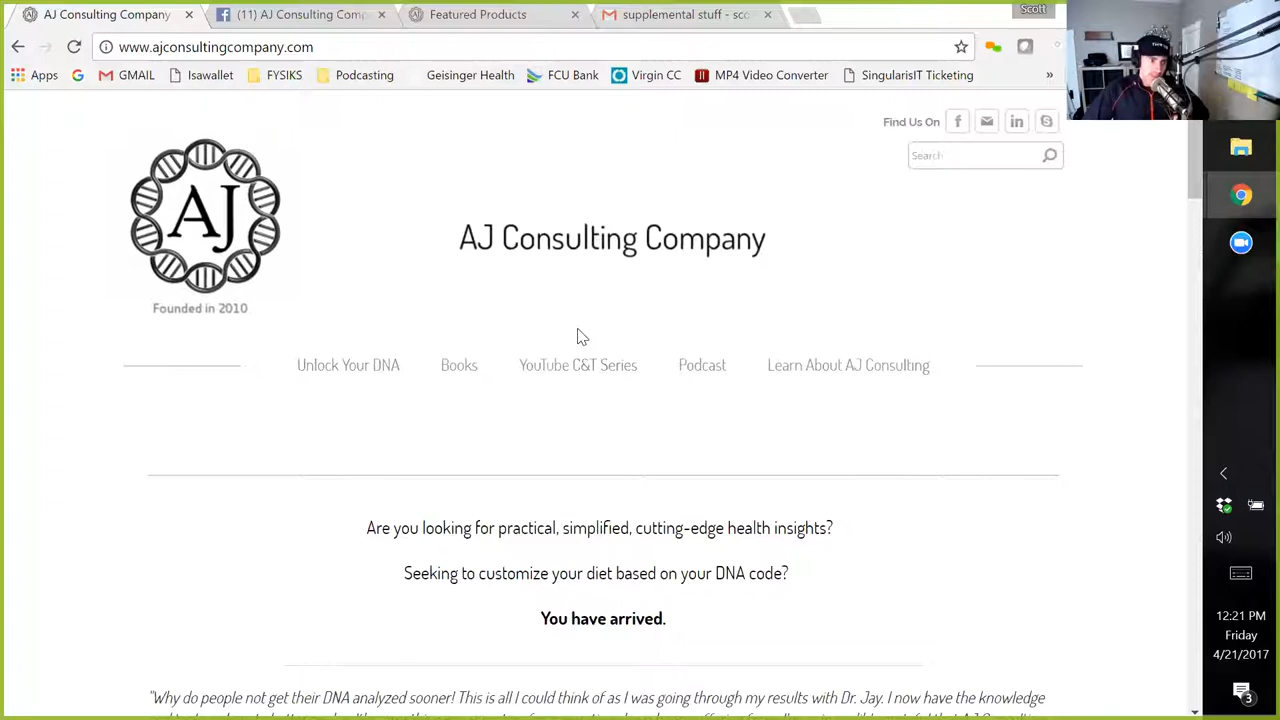 AJ Consulting Company
(11) AJ Consulting Comp
Featured Products
supplemental stuff - sco
Scott
www.ajconsultingcompany.com
Apps
GMAIL
Isawallet
FYSIKS
Podcasting
Geisinger Health
FCU Bank
Virgin CC
MP4 Video Converter
SingularisIT Ticketing
»
Find Us On
Search
AJ
Founded in 2010
AJ Consulting Company
Unlock Your DNA
Books
YouTube C&T Series
Podcast
Learn About AJ Consulting
Are you looking for practical, simplified, cutting-edge health insights?
Seeking to customize your diet based on your DNA code?
You have arrived.
"Why do people not get their DNA analyzed sooner! This is all I could think of as I was going through my results with Dr. Jay. I now have the knowledge
12:21 PM
Friday
4/21/2017
3